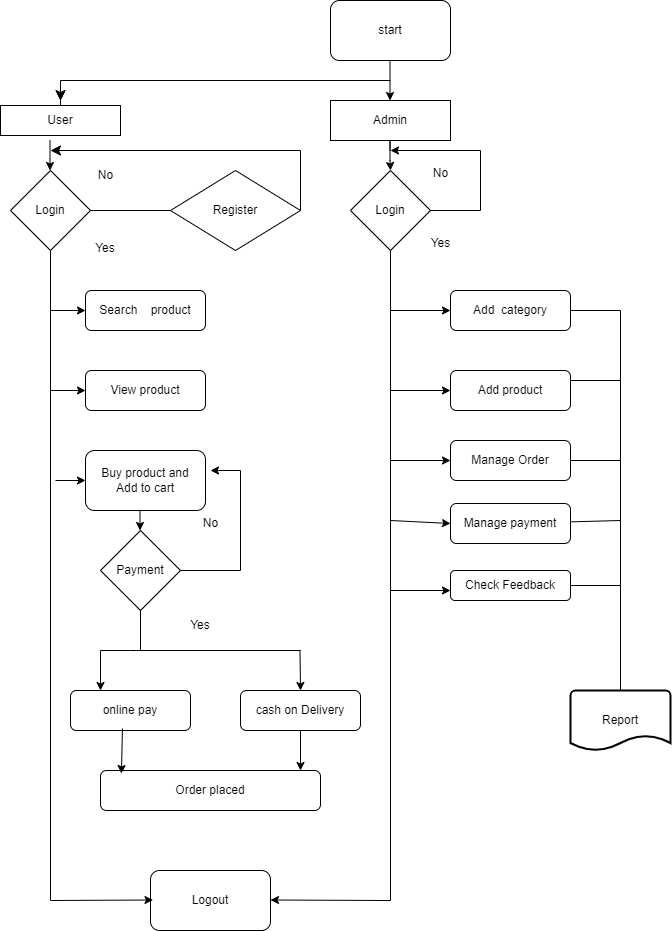 start
User
Admin
No
No
Login
Register
Login
Yes
Yes
Search product
Add category
View product
Add product
Buy product and
Add to cart
Manage Order
No
Manage payment
Payment
Check Feedback
Yes
online pay
cash on Delivery
Report
Order placed
Logout